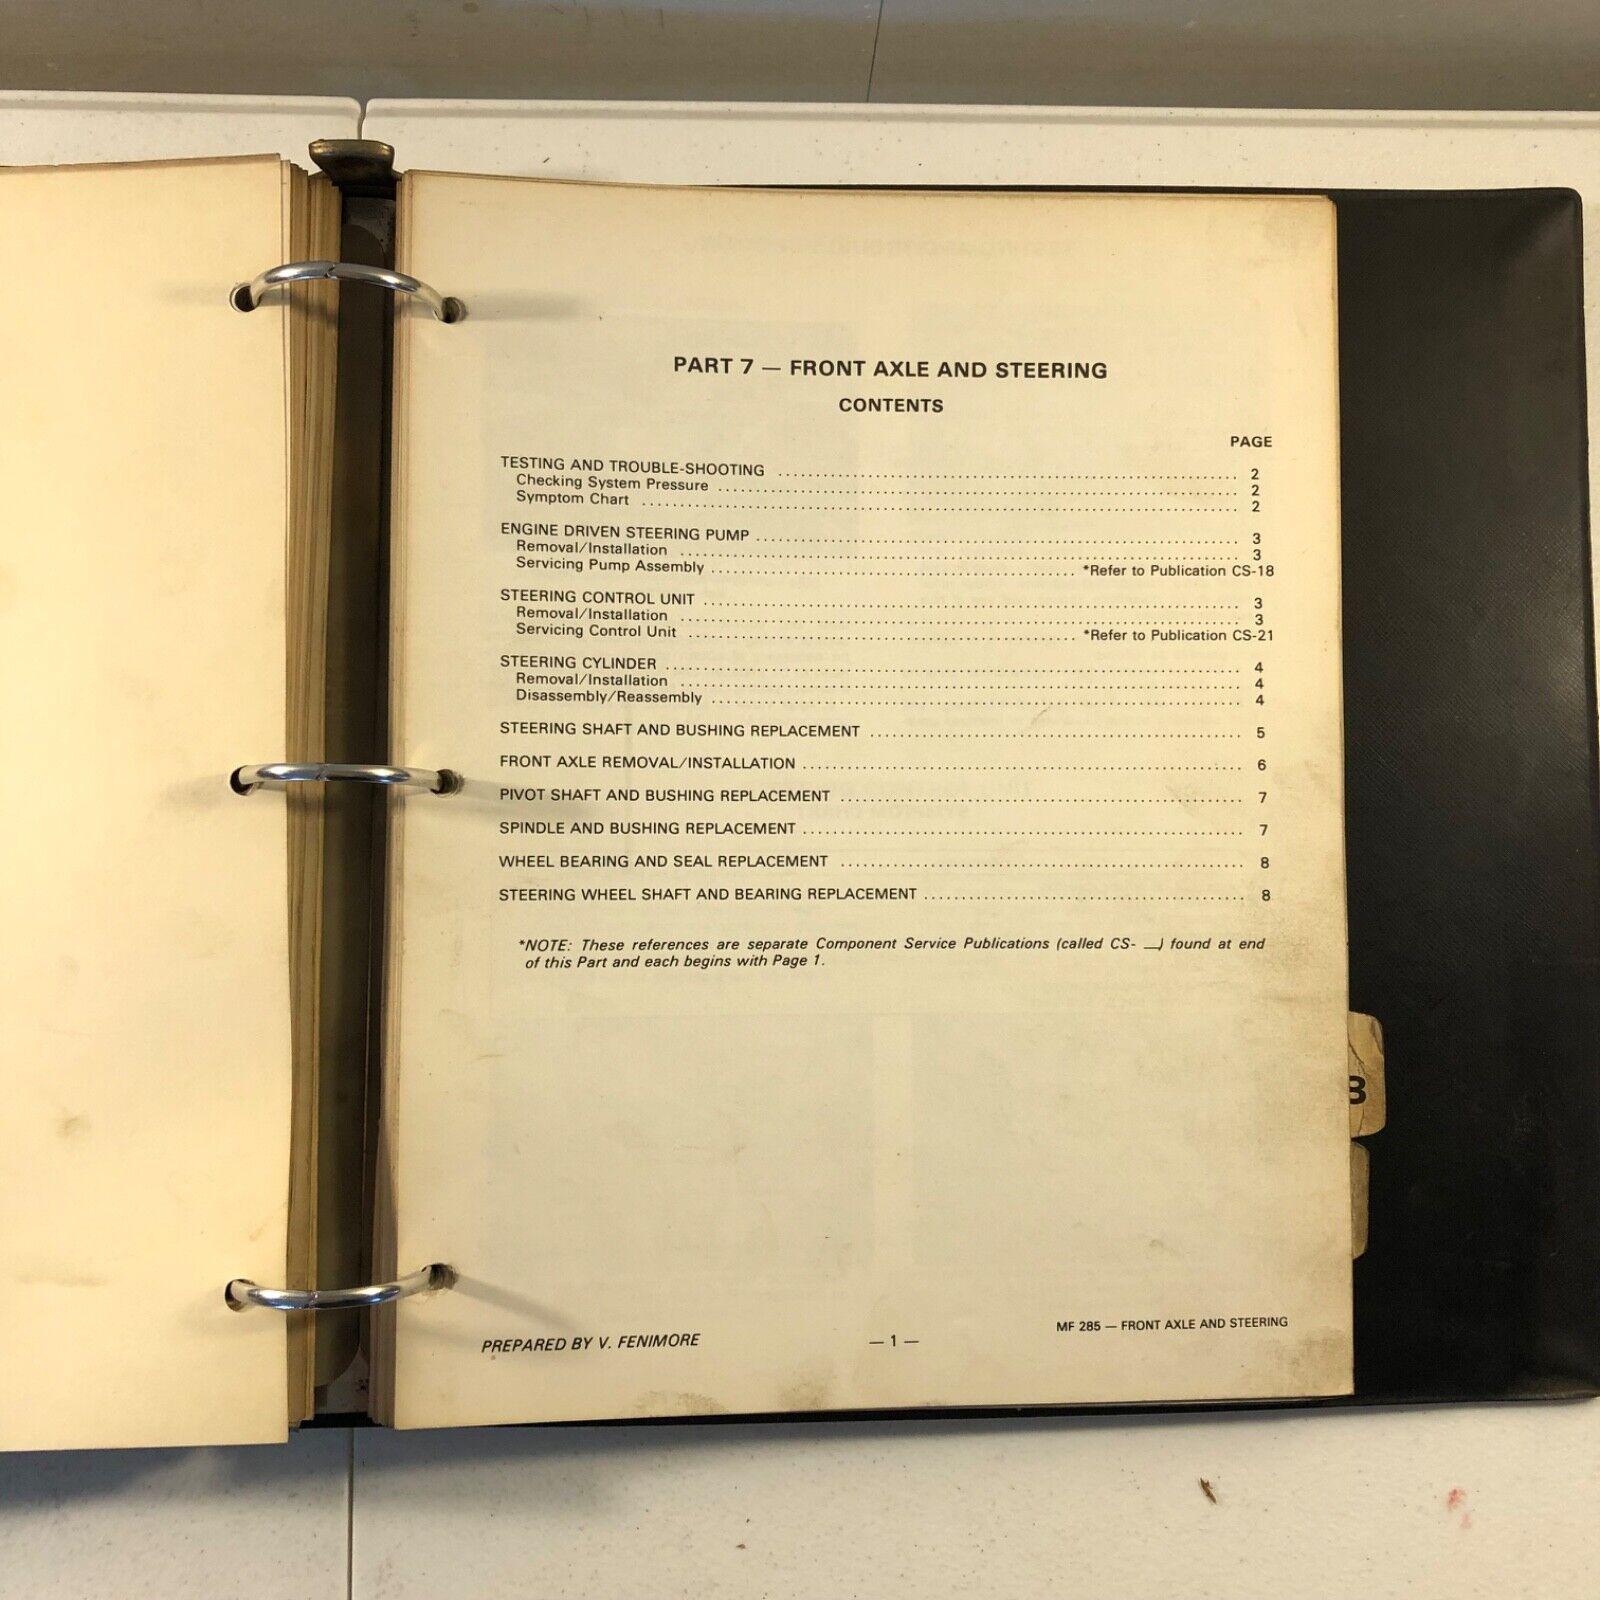 PART 7 — FRONT AXLE AND STEERING
CONTENTS
PAGE
TESTING AND TROUBLE-SHOOTING ........................ 2
Checking System Pressure ........................ 2
Symptom Chart ........................ 2
ENGINE DRIVEN STEERING PUMP ........................ 3
Removal/Installation ........................ 3
Servicing Pump Assembly ........................ *Refer to Publication CS-18
STEERING CONTROL UNIT ........................ 3
Removal/Installation ........................ 3
Servicing Control Unit ........................ *Refer to Publication CS-21
STEERING CYLINDER ........................ 4
Removal/Installation ........................ 4
Disassembly/Reassembly ........................ 4
STEERING SHAFT AND BUSHING REPLACEMENT ........................ 5
FRONT AXLE REMOVAL/INSTALLATION ........................ 6
PIVOT SHAFT AND BUSHING REPLACEMENT ........................ 7
SPINDLE AND BUSHING REPLACEMENT ........................ 7
WHEEL BEARING AND SEAL REPLACEMENT ........................ 8
STEERING WHEEL SHAFT AND BEARING REPLACEMENT ........................ 8
*NOTE: These references are separate Component Service Publications (called CS- __) found at end
of this Part and each begins with Page 1.
PREPARED BY V. FENIMORE
— 1 —
MF 285 — FRONT AXLE AND STEERING